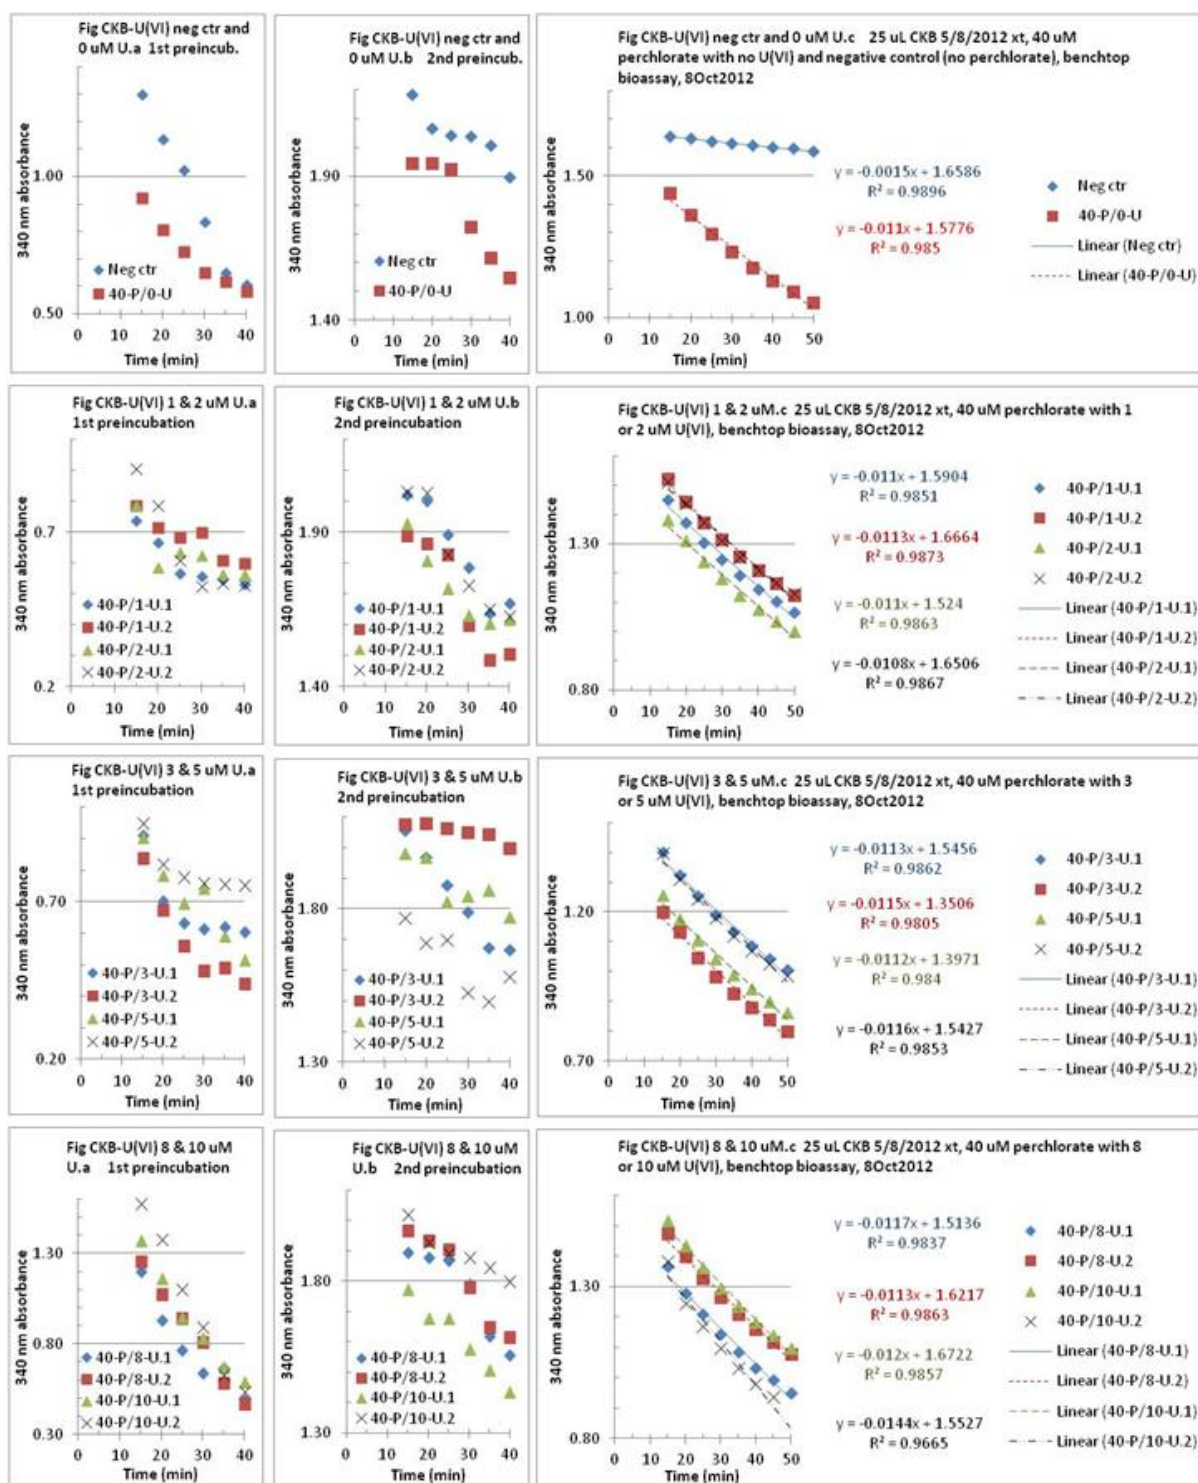 Fig CKB-U(VI) neg ctr and
0 uM U.a 1st preincub.
340 nm absorbance
1.00
0.50
Neg ctr
40-P/0-U
0 10 20 30 40
Time (min)
Fig CKB-U(VI) neg ctr and
0 uM U.b 2nd preincub.
340 nm absorbance
1.90
1.40
Neg ctr
40-P/0-U
0 10 20 30 40
Time (min)
Fig CKB-U(VI) neg ctr and 0 uM U.c 25 uL CKB 5/8/2012 xt, 40 uM
perchlorate with no U(VI) and negative control (no perchlorate), benchtop
bioassay, 8Oct2012
340 nm absorbance
1.50
1.00
y = -0.0015x + 1.6586
R² = 0.9896
y = -0.011x + 1.5776
R² = 0.985
Neg ctr
40-P/0-U
Linear (Neg ctr)
Linear (40-P/0-U)
0 10 20 30 40 50
Time (min)
Fig CKB-U(VI) 1 & 2 uM U.a
1st preincubation
340 nm absorbance
0.7
0.2
40-P/1-U.1
40-P/1-U.2
40-P/2-U.1
40-P/2-U.2
0 10 20 30 40
Time (min)
Fig CKB-U(VI) 1 & 2 uM U.b
2nd preincubation
340 nm absorbance
1.90
1.40
40-P/1-U.1
40-P/1-U.2
40-P/2-U.1
40-P/2-U.2
0 10 20 30 40
Time (min)
Fig CKB-U(VI) 1 & 2 uM.c 25 uL CKB 5/8/2012 xt, 40 uM perchlorate with 1
or 2 uM U(VI), benchtop bioassay, 8Oct2012
340 nm absorbance
1.30
0.80
y = -0.011x + 1.5904
R² = 0.9851
y = -0.0113x + 1.6664
R² = 0.9873
y = -0.011x + 1.524
R² = 0.9863
y = -0.0108x + 1.6506
R² = 0.9867
40-P/1-U.1
40-P/1-U.2
40-P/2-U.1
40-P/2-U.2
Linear (40-P/1-U.1)
Linear (40-P/1-U.2)
Linear (40-P/2-U.1)
Linear (40-P/2-U.2)
0 10 20 30 40 50
Time (min)
Fig CKB-U(VI) 3 & 5 uM U.a
1st preincubation
340 nm absorbance
0.70
0.20
40-P/3-U.1
40-P/3-U.2
40-P/5-U.1
40-P/5-U.2
0 10 20 30 40
Time (min)
Fig CKB-U(VI) 3 & 5 uM U.b
2nd preincubation
340 nm absorbance
1.80
1.30
40-P/3-U.1
40-P/3-U.2
40-P/5-U.1
40-P/5-U.2
0 10 20 30 40
Time (min)
Fig CKB-U(VI) 3 & 5 uM.c 25 uL CKB 5/8/2012 xt, 40 uM perchlorate with 3
or 5 uM U(VI), benchtop bioassay, 8Oct2012
340 nm absorbance
1.20
0.70
y = -0.0113x + 1.5456
R² = 0.9862
y = -0.0115x + 1.3506
R² = 0.9805
y = -0.0112x + 1.3971
R² = 0.984
y = -0.0116x + 1.5427
R² = 0.9853
40-P/3-U.1
40-P/3-U.2
40-P/5-U.1
40-P/5-U.2
Linear (40-P/3-U.1)
Linear (40-P/3-U.2)
Linear (40-P/5-U.1)
Linear (40-P/5-U.2)
0 10 20 30 40 50
Time (min)
Fig CKB-U(VI) 8 & 10 uM
U.a 1st preincubation
340 nm absorbance
1.30
0.80
0.30
40-P/8-U.1
40-P/8-U.2
40-P/10-U.1
40-P/10-U.2
0 10 20 30 40
Time (min)
Fig CKB-U(VI) 8 & 10 uM
U.b 2nd preincubation
340 nm absorbance
1.80
1.30
40-P/8-U.1
40-P/8-U.2
40-P/10-U.1
40-P/10-U.2
0 10 20 30 40
Time (min)
Fig CKB-U(VI) 8 & 10 uM.c 25 uL CKB 5/8/2012 xt, 40 uM perchlorate with 8
or 10 uM U(VI), benchtop bioassay, 8Oct2012
340 nm absorbance
1.30
0.80
y = -0.0117x + 1.5136
R² = 0.9837
y = -0.0113x + 1.6217
R² = 0.9863
y = -0.012x + 1.6722
R² = 0.9857
y = -0.0144x + 1.5527
R² = 0.9665
40-P/8-U.1
40-P/8-U.2
40-P/10-U.1
40-P/10-U.2
Linear (40-P/8-U.1)
Linear (40-P/8-U.2)
Linear (40-P/10-U.1)
Linear (40-P/10-U.2)
0 10 20 30 40 50
Time (min)